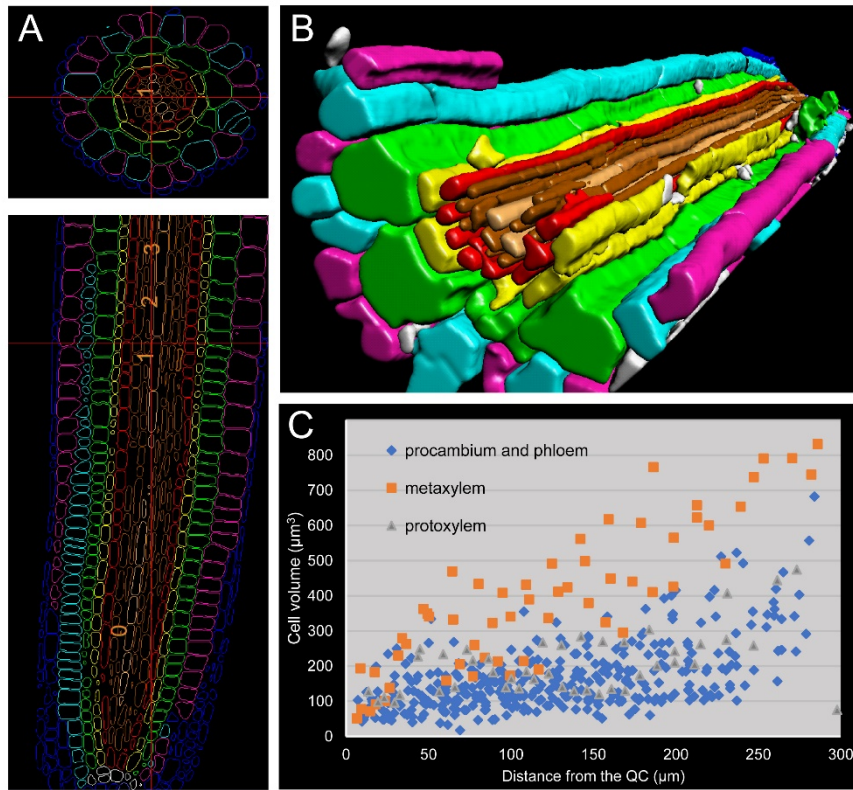 A
1
3
2
1
0
B
C
procambium and phloem
metaxylem
protoxylem
Cell volume (µm³)
800
700
600
500
400
300
200
100
0
0 50 100 150 200 250 300
Distance from the QC (µm)